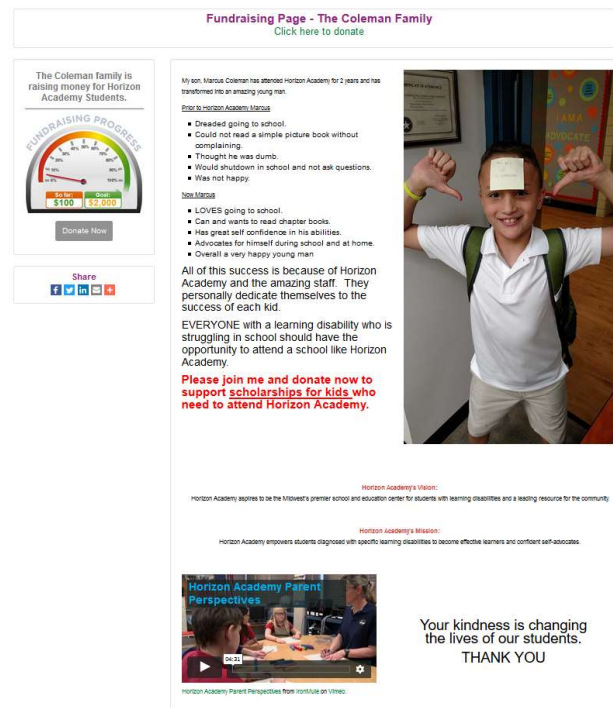 Fundraising Page - The Coleman Family
Click here to donate
The Coleman family is
raising money for Horizon
Academy Students.
FUNDRAISING PROGRESS
So far:
$100
Goal:
$2,000
Donate Now
Share
My son, Marcus Coleman has attended Horizon Academy for 2 years and has
transformed into an amazing young man.
Prior to Horizon Academy Marcus
Dreaded going to school.
Could not read a simple picture book without
complaining.
Thought he was dumb.
Would shutdown in school and not ask questions.
Was not happy.
Now Marcus
LOVES going to school.
Can and wants to read chapter books.
Has great self confidence in his abilities.
Advocates for himself during school and at home.
Overall a very happy young man
All of this success is because of Horizon
Academy and the amazing staff. They
personally dedicate themselves to the
success of each kid.
EVERYONE with a learning disability who is
struggling in school should have the
opportunity to attend a school like Horizon
Academy.
Please join me and donate now to
support scholarships for kids who
need to attend Horizon Academy.
I AM
ADVOCATE
Horizon Academy's Vision:
Horizon Academy aspires to be the Midwest's premier school and education center for students with learning disabilities and a leading resource for the community.
Horizon Academy's Mission:
Horizon Academy empowers students diagnosed with specific learning disabilities to become effective learners and confident self-advocates.
Horizon Academy Parent
Perspectives
04:31
Horizon Academy Parent Perspectives from IronMule on Vimeo.
Your kindness is changing
the lives of our students.
THANK YOU